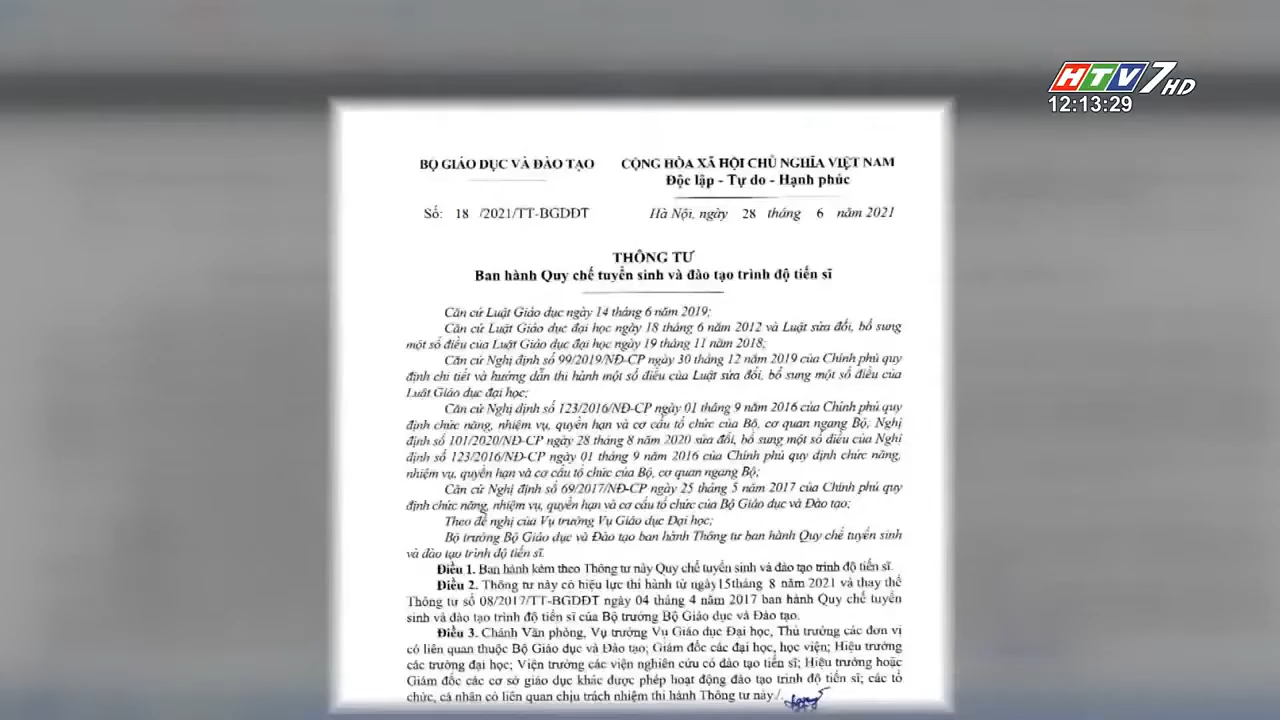 HTV7 HD
12:13:29
BỘ GIÁO DỤC VÀ ĐÀO TẠO
CỘNG HÒA XÃ HỘI CHỦ NGHĨA VIỆT NAM
Độc lập - Tự do - Hạnh phúc
Số: 18 /2021/TT-BGDĐT
Hà Nội, ngày 28 tháng 6 năm 2021
THÔNG TƯ
Ban hành Quy chế tuyển sinh và đào tạo trình độ tiến sĩ
Căn cứ Luật Giáo dục ngày 14 tháng 6 năm 2019;
Căn cứ Luật Giáo dục đại học ngày 18 tháng 6 năm 2012 và Luật sửa đổi, bổ sung
một số điều của Luật Giáo dục đại học ngày 19 tháng 11 năm 2018;
Căn cứ Nghị định số 99/2019/NĐ-CP ngày 30 tháng 12 năm 2019 của Chính phủ quy
định chi tiết và hướng dẫn thi hành một số điều của Luật sửa đổi, bổ sung một số điều của
Luật Giáo dục đại học;
Căn cứ Nghị định số 123/2016/NĐ-CP ngày 01 tháng 9 năm 2016 của Chính phủ quy
định chức năng, nhiệm vụ, quyền hạn và cơ cấu tổ chức của Bộ, cơ quan ngang Bộ; Nghị
định số 101/2020/NĐ-CP ngày 28 tháng 8 năm 2020 sửa đổi, bổ sung một số điều của Nghị
định số 123/2016/NĐ-CP ngày 01 tháng 9 năm 2016 của Chính phủ quy định chức năng,
nhiệm vụ, quyền hạn và cơ cấu tổ chức của Bộ, cơ quan ngang Bộ;
Căn cứ Nghị định số 69/2017/NĐ-CP ngày 25 tháng 5 năm 2017 của Chính phủ quy
định chức năng, nhiệm vụ, quyền hạn và cơ cấu tổ chức của Bộ Giáo dục và Đào tạo;
Theo đề nghị của Vụ trưởng Vụ Giáo dục Đại học;
Bộ trưởng Bộ Giáo dục và Đào tạo ban hành Thông tư ban hành Quy chế tuyển sinh
và đào tạo trình độ tiến sĩ.
Điều 1. Ban hành kèm theo Thông tư này Quy chế tuyển sinh và đào tạo trình độ tiến sĩ.
Điều 2. Thông tư này có hiệu lực thi hành từ ngày 15 tháng 8 năm 2021 và thay thế
Thông tư số 08/2017/TT-BGDĐT ngày 04 tháng 4 năm 2017 ban hành Quy chế tuyển
sinh và đào tạo trình độ tiến sĩ của Bộ trưởng Bộ Giáo dục và Đào tạo.
Điều 3. Chánh Văn phòng, Vụ trưởng Vụ Giáo dục Đại học, Thủ trưởng các đơn vị
có liên quan thuộc Bộ Giáo dục và Đào tạo; Giám đốc các đại học, học viện; Hiệu trưởng
các trường đại học; Viện trưởng các viện nghiên cứu có đào tạo tiến sĩ; Hiệu trưởng hoặc
Giám đốc các cơ sở giáo dục khác được phép hoạt động đào tạo trình độ tiến sĩ; các tổ
chức, cá nhân có liên quan chịu trách nhiệm thi hành Thông tư này./.